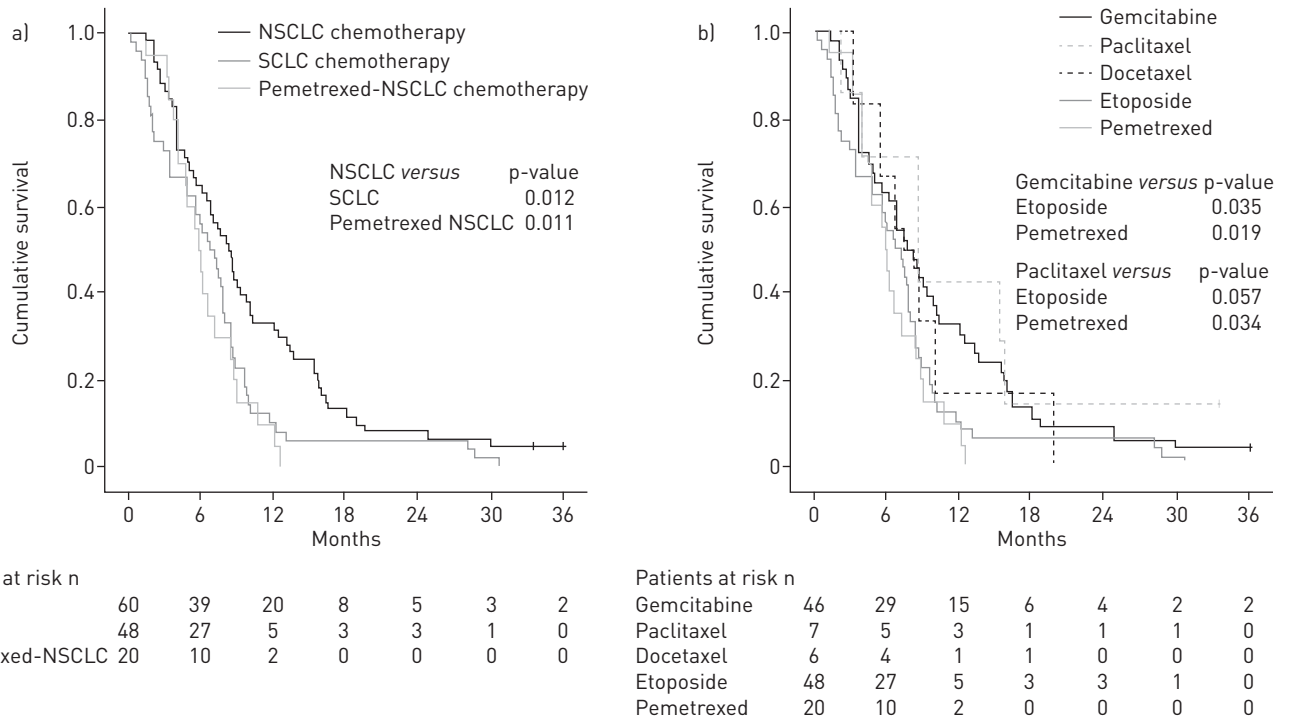 a)
NSCLC chemotherapy
SCLC chemotherapy
Pemetrexed-NSCLC chemotherapy
NSCLC versus p-value
SCLC 0.012
Pemetrexed NSCLC 0.011
Cumulative survival
1.0
0.8
0.6
0.4
0.2
0
0 6 12 18 24 30 36
Months
at risk n
60 39 20 8 5 3 2
48 27 5 3 3 1 0
xed-NSCLC 20 10 2 0 0 0 0
b)
Gemcitabine
Paclitaxel
Docetaxel
Etoposide
Pemetrexed
Gemcitabine versus p-value
Etoposide 0.035
Pemetrexed 0.019
Paclitaxel versus p-value
Etoposide 0.057
Pemetrexed 0.034
Cumulative survival
1.0
0.8
0.6
0.4
0.2
0
0 6 12 18 24 30 36
Months
Patients at risk n
Gemcitabine 46 29 15 6 4 2 2
Paclitaxel 7 5 3 1 1 1 0
Docetaxel 6 4 1 1 0 0 0
Etoposide 48 27 5 3 3 1 0
Pemetrexed 20 10 2 0 0 0 0